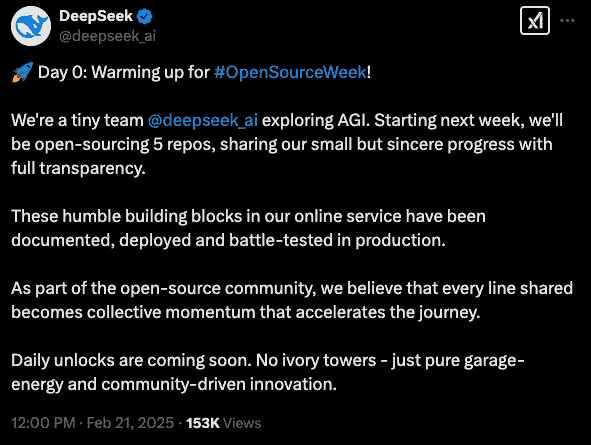 DeepSeek
@deepseek_ai
🚀 Day 0: Warming up for #OpenSourceWeek!
We're a tiny team @deepseek_ai exploring AGI. Starting next week, we'll
be open-sourcing 5 repos, sharing our small but sincere progress with
full transparency.
These humble building blocks in our online service have been
documented, deployed and battle-tested in production.
As part of the open-source community, we believe that every line shared
becomes collective momentum that accelerates the journey.
Daily unlocks are coming soon. No ivory towers - just pure garage-
energy and community-driven innovation.
12:00 PM · Feb 21, 2025 · 153K Views